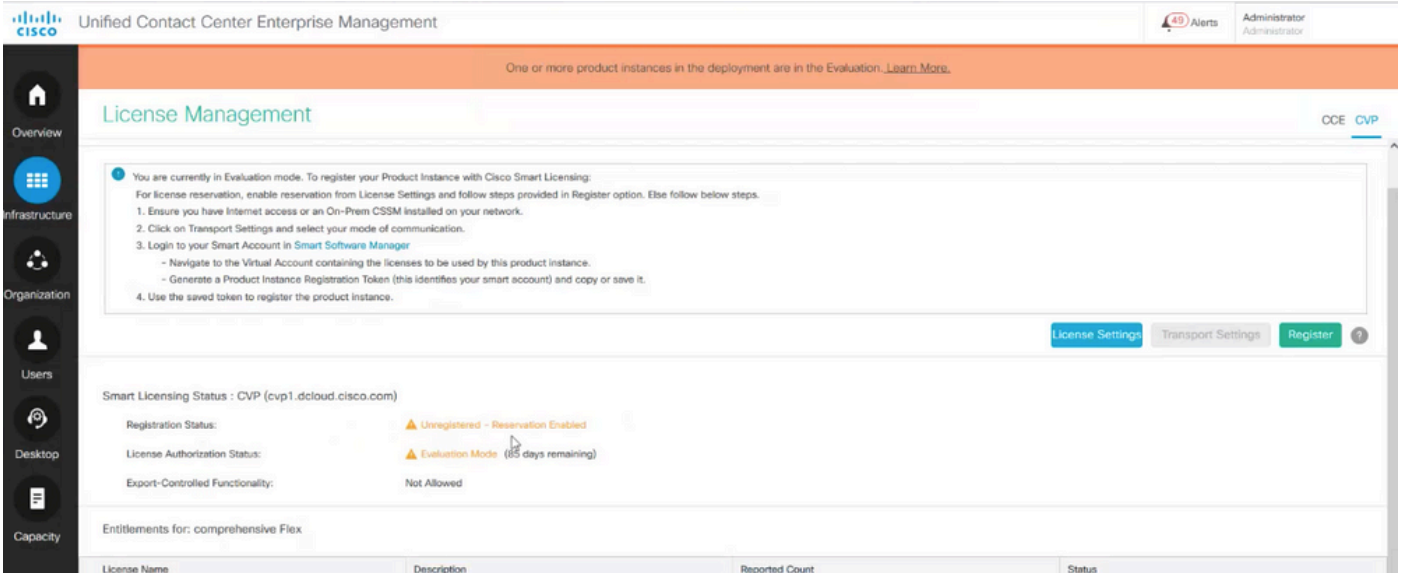 CISCO
Unified Contact Center Enterprise Management
49 Alerts
Administrator
Administrator
One or more product instances in the deployment are in the Evaluation. Learn More.
Overview
License Management
CCE CVP
Infrastructure
You are currently in Evaluation mode. To register your Product Instance with Cisco Smart Licensing:
For license reservation, enable reservation from License Settings and follow steps provided in Register option. Else follow below steps.
1. Ensure you have Internet access or an On-Prem CSSM installed on your network.
2. Click on Transport Settings and select your mode of communication.
3. Login to your Smart Account in Smart Software Manager
- Navigate to the Virtual Account containing the licenses to be used by this product instance.
- Generate a Product Instance Registration Token (this identifies your smart account) and copy or save it.
4. Use the saved token to register the product instance.
Organization
License Settings Transport Settings Register ?
Users
Smart Licensing Status : CVP (cvp1.dcloud.cisco.com)
Registration Status: Unregistered - Reservation Enabled
Desktop
License Authorization Status: Evaluation Mode (85 days remaining)
Export-Controlled Functionality: Not Allowed
Capacity
Entitlements for: comprehensive Flex
License Name Description Reported Count Status